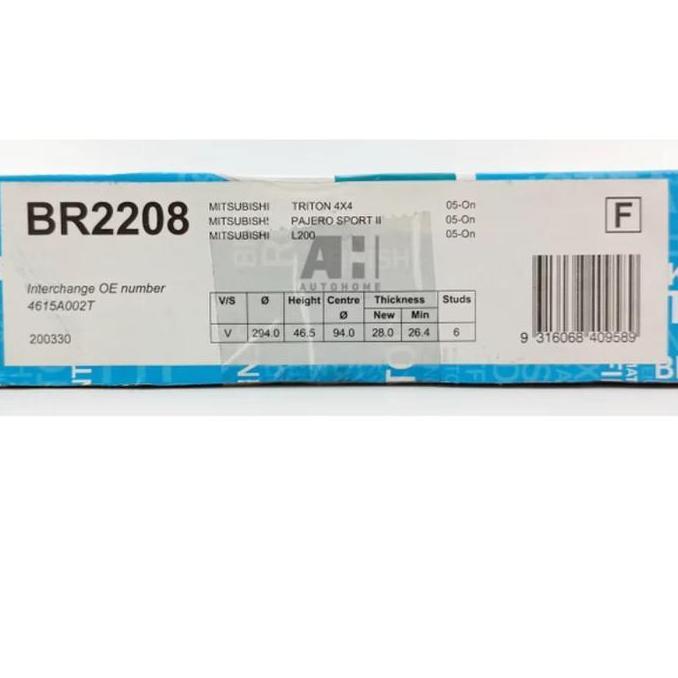 BR2208
MITSUBISHI TRITON 4X4 05-On
MITSUBISHI PAJERO SPORT II 05-On
MITSUBISHI L200 05-On
F
AH
AUTOHOME
Interchange OE number
4615A002T
200330
V/S Ø Height Centre Ø Thickness Studs
New Min
V 294.0 46.5 94.0 28.0 26.4 6
9 316068 409589